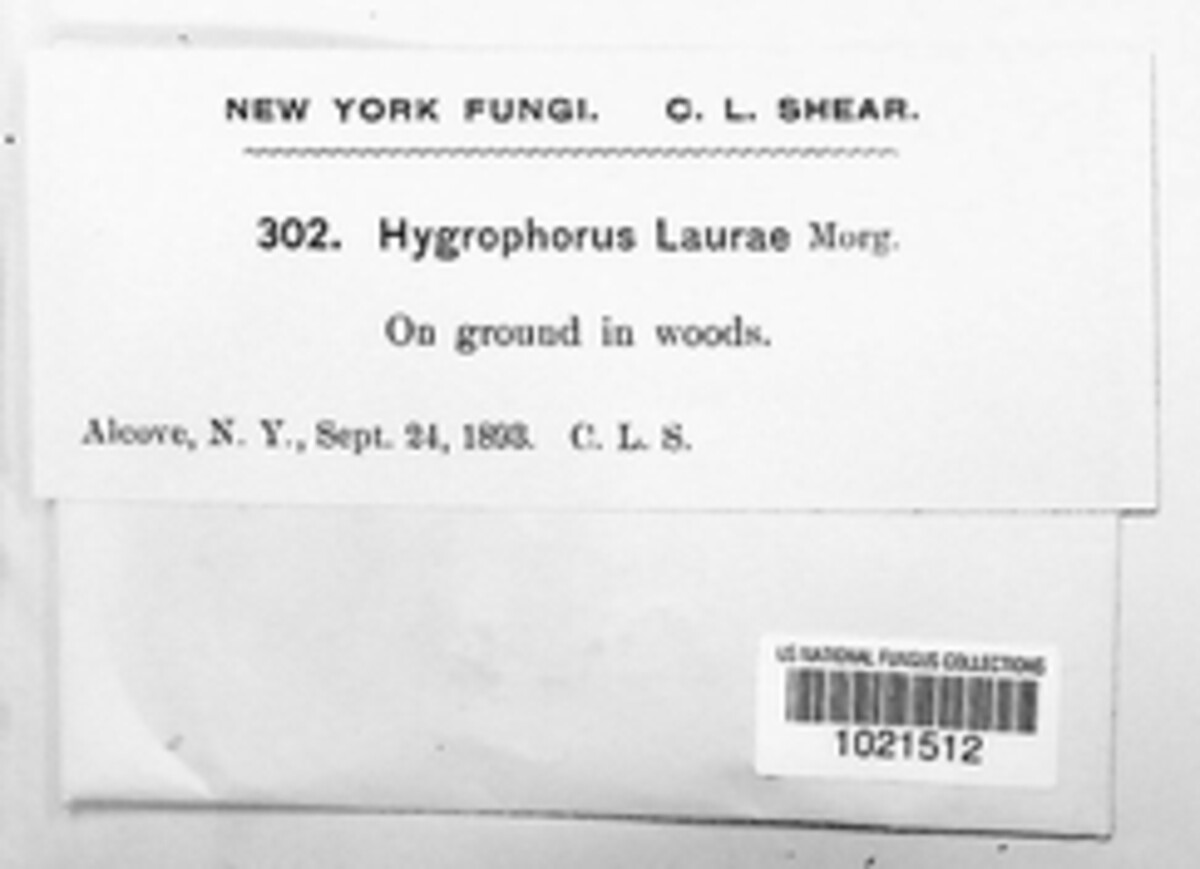 NEW YORK FUNGI. C. L. SHEAR.
302. Hygrophorus Laurae Morg.
On ground in woods.
Alcove, N. Y., Sept. 24, 1893. C. L. S.
US NATIONAL FUNGUS COLLECTIONS
1021512